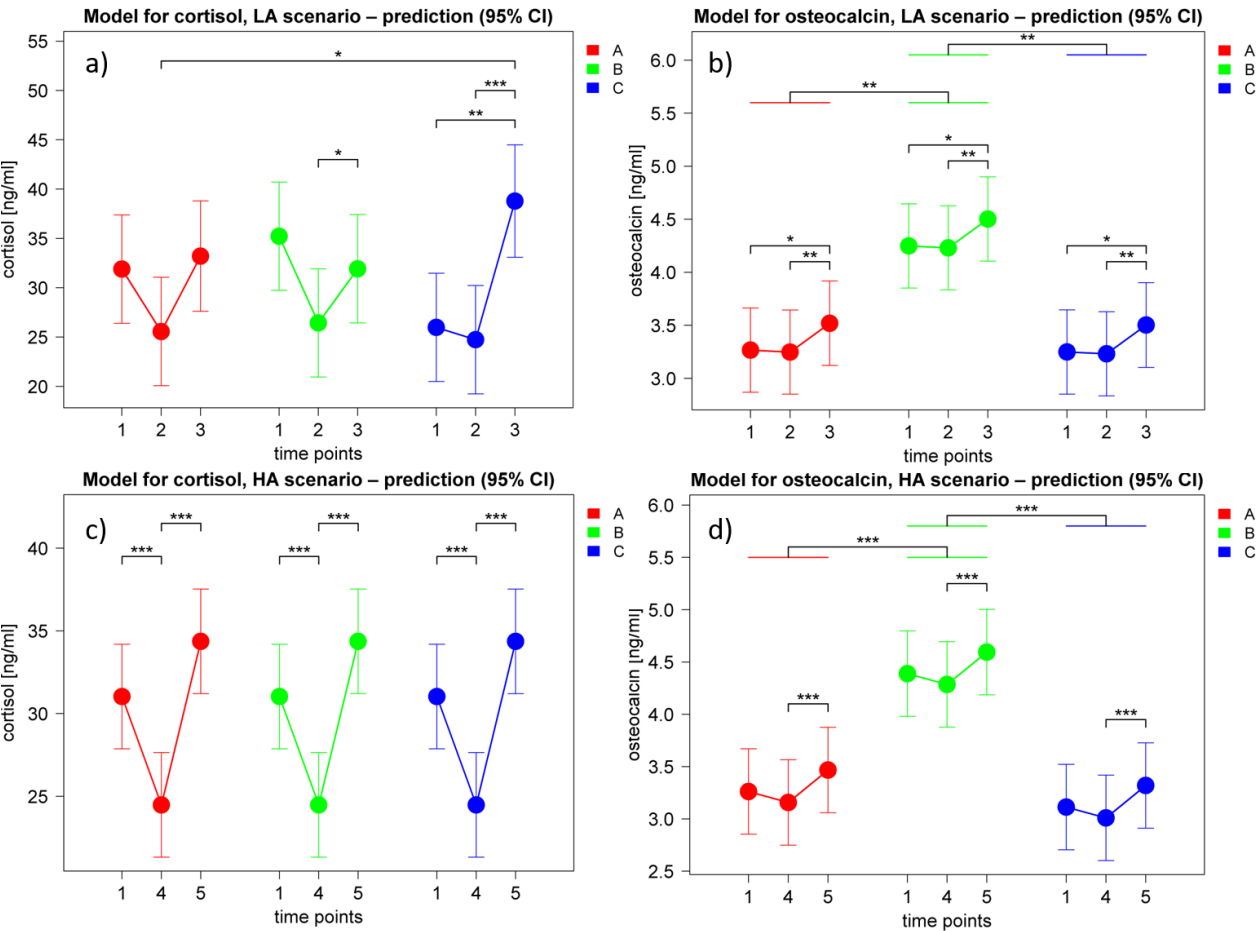 Model for cortisol, LA scenario – prediction (95% CI)
a)
55
50
45
40
35
30
25
20
cortisol [ng/ml]
*
***
**
*
1 2 3 1 2 3 1 2 3
time points
A
B
C
Model for osteocalcin, LA scenario – prediction (95% CI)
b)
6.0
5.5
5.0
4.5
4.0
3.5
3.0
osteocalcin [ng/ml]
**
**
*
**
*
**
*
**
1 2 3 1 2 3 1 2 3
time points
A
B
C
Model for cortisol, HA scenario – prediction (95% CI)
c)
40
35
30
25
cortisol [ng/ml]
*** *** ***
*** *** ***
1 4 5 1 4 5 1 4 5
time points
A
B
C
Model for osteocalcin, HA scenario – prediction (95% CI)
d)
6.0
5.5
5.0
4.5
4.0
3.5
3.0
2.5
osteocalcin [ng/ml]
***
***
***
***
***
1 4 5 1 4 5 1 4 5
time points
A
B
C